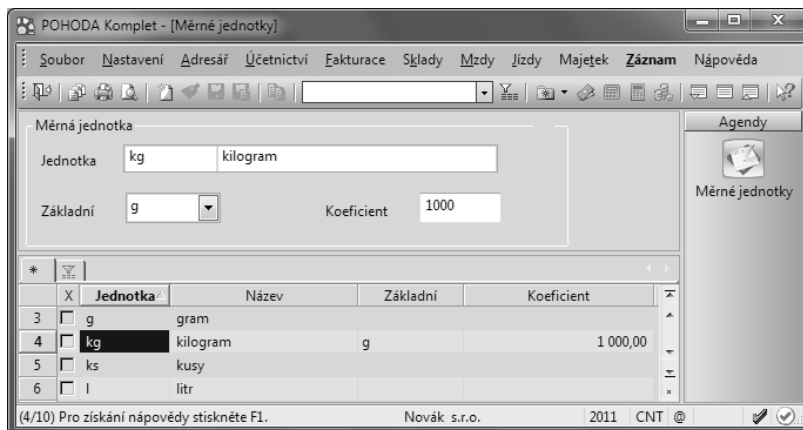 POHODA Komplet - [Měrné jednotky]
Soubor Nastavení Adresář Účetnictví Fakturace Sklady Mzdy Jízdy Majetek Záznam Nápověda
Měrná jednotka
Jednotka kg kilogram
Základní g Koeficient 1000
Agendy
Měrné jednotky
* 
X Jednotka Název Základní Koeficient
3 g gram
4 kg kilogram g 1 000,00
5 ks kusy
6 l litr
(4/10) Pro získání nápovědy stiskněte F1. Novák s.r.o. 2011 CNT @